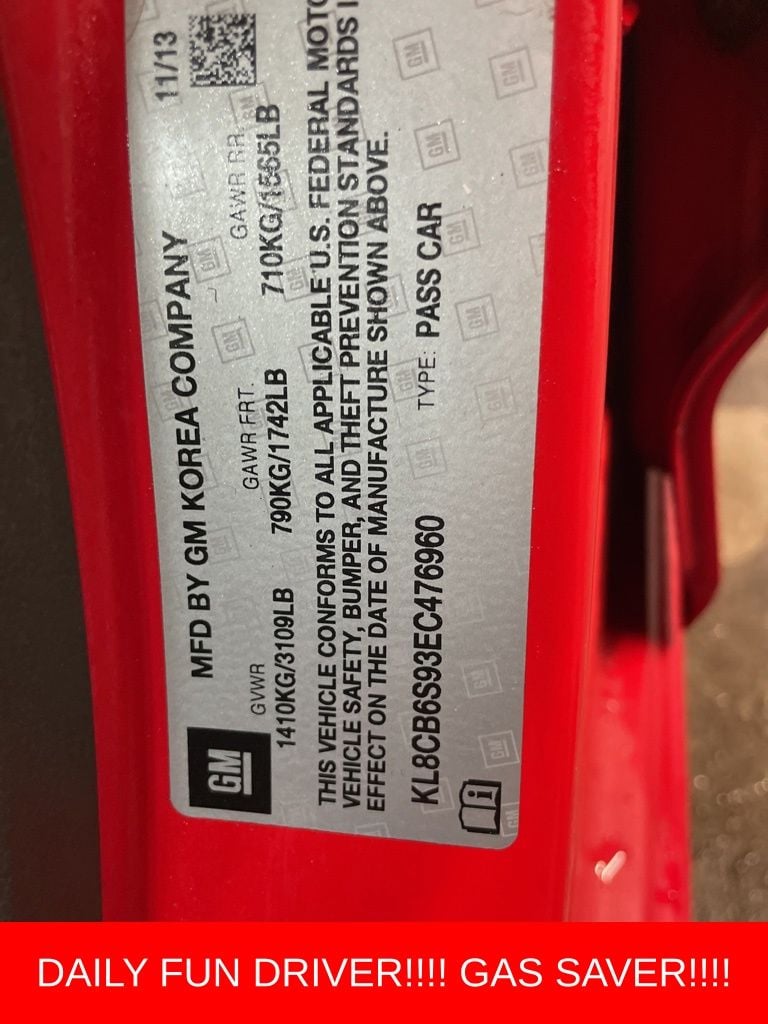 MFD BY GM KOREA COMPANY 11/13
GM
GVWR GAWR FRT. GAWR RR.
1410KG/3109LB 790KG/1742LB 710KG/1565LB
THIS VEHICLE CONFORMS TO ALL APPLICABLE U.S. FEDERAL MOTO
VEHICLE SAFETY, BUMPER, AND THEFT PREVENTION STANDARDS I
EFFECT ON THE DATE OF MANUFACTURE SHOWN ABOVE.
KL8CB6S93EC476960 TYPE: PASS CAR
DAILY FUN DRIVER!!!! GAS SAVER!!!!